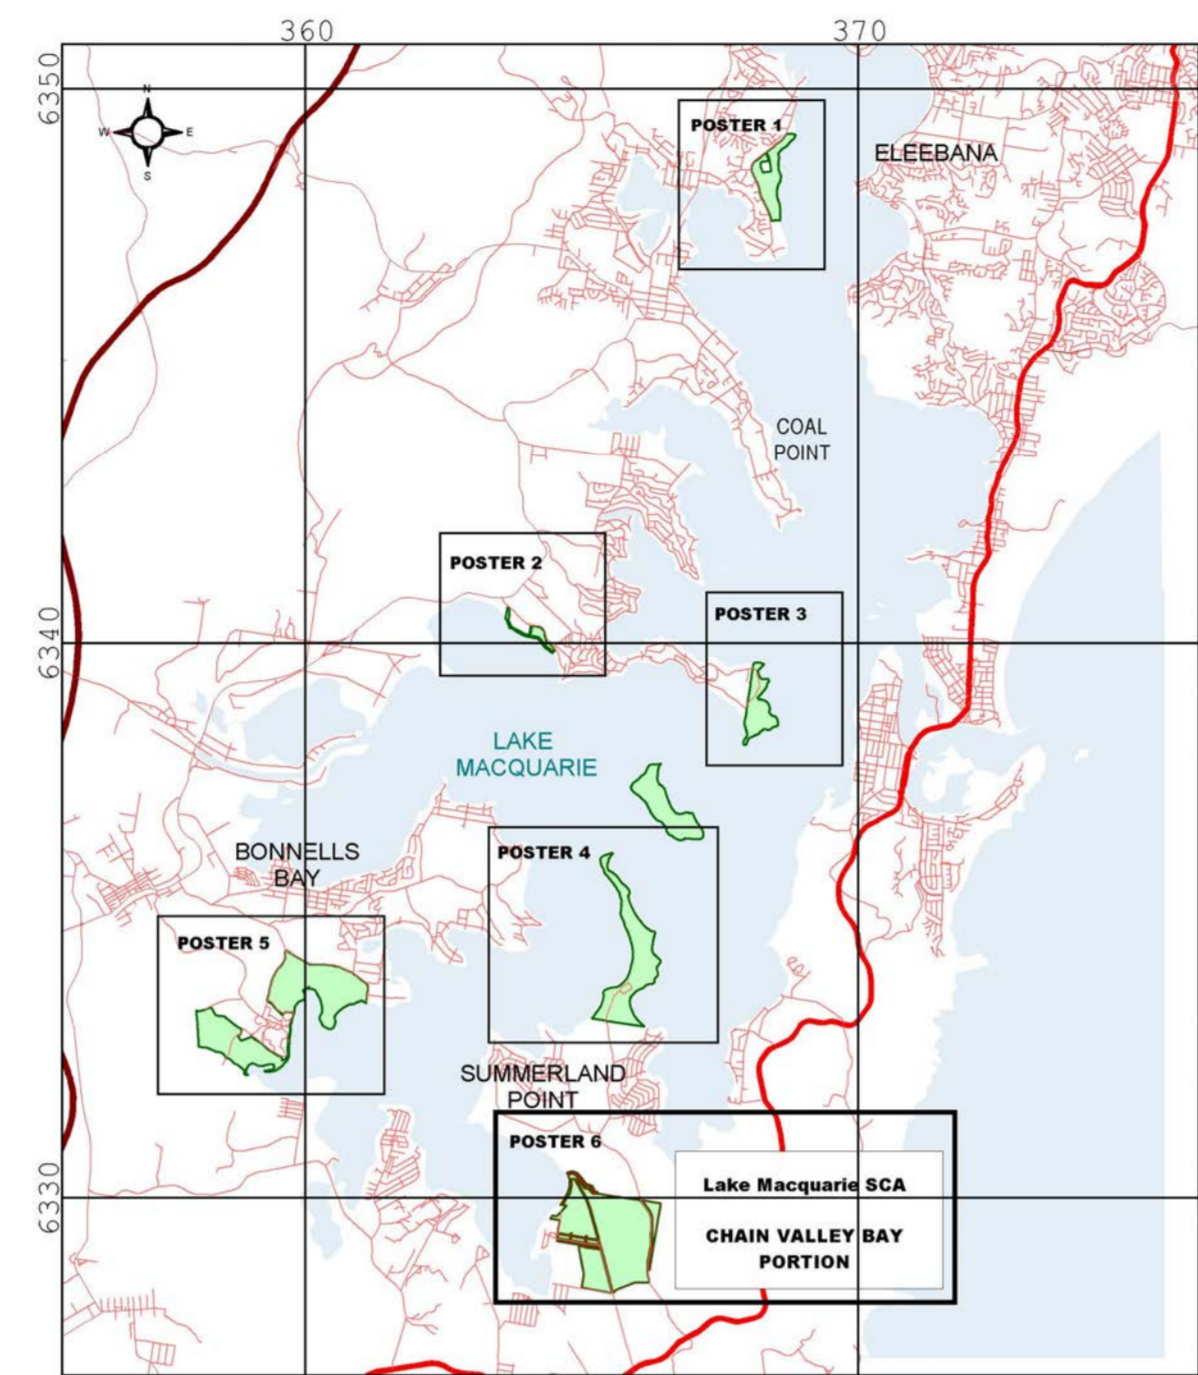 360
370
6350
N
W
E
S
POSTER 1
ELEEBANA
COAL
POINT
POSTER 2
POSTER 3
6340
LAKE
MACQUARIE
BONNELLS
BAY
POSTER 4
POSTER 5
SUMMERLAND
POINT
POSTER 6
Lake Macquarie SCA
6330
CHAIN VALLEY BAY
PORTION